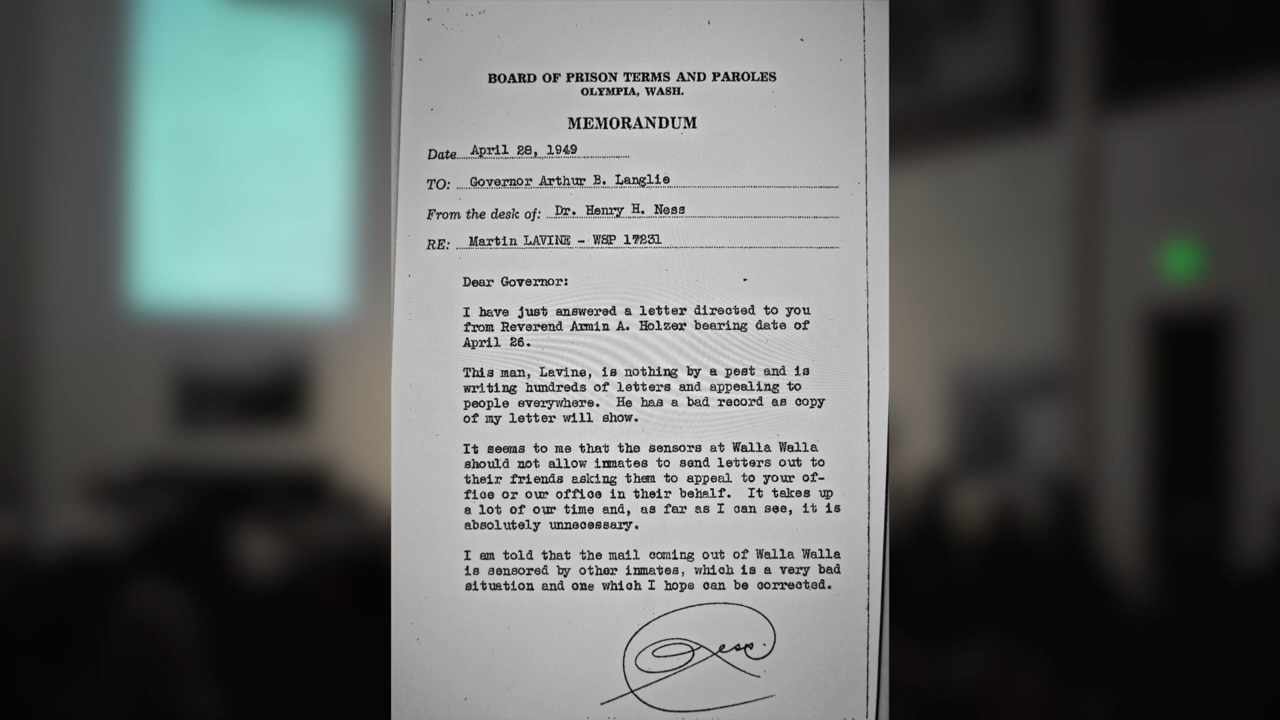 BOARD OF PRISON TERMS AND PAROLES
OLYMPIA, WASH.
MEMORANDUM
Date April 28, 1949
TO: Governor Arthur B. Langlie
From the desk of: Dr. Henry H. Ness
RE: Martin LAVINE - WSP 17231
Dear Governor:
I have just answered a letter directed to you
from Reverend Armin A. Holzer bearing date of
April 26.
This man, Lavine, is nothing by a pest and is
writing hundreds of letters and appealing to
people everywhere. He has a bad record as copy
of my letter will show.
It seems to me that the sensors at Walla Walla
should not allow inmates to send letters out to
their friends asking them to appeal to your of-
fice or our office in their behalf. It takes up
a lot of our time and, as far as I can see, it is
absolutely unnecessary.
I am told that the mail coming out of Walla Walla
is sensored by other inmates, which is a very bad
situation and one which I hope can be corrected.